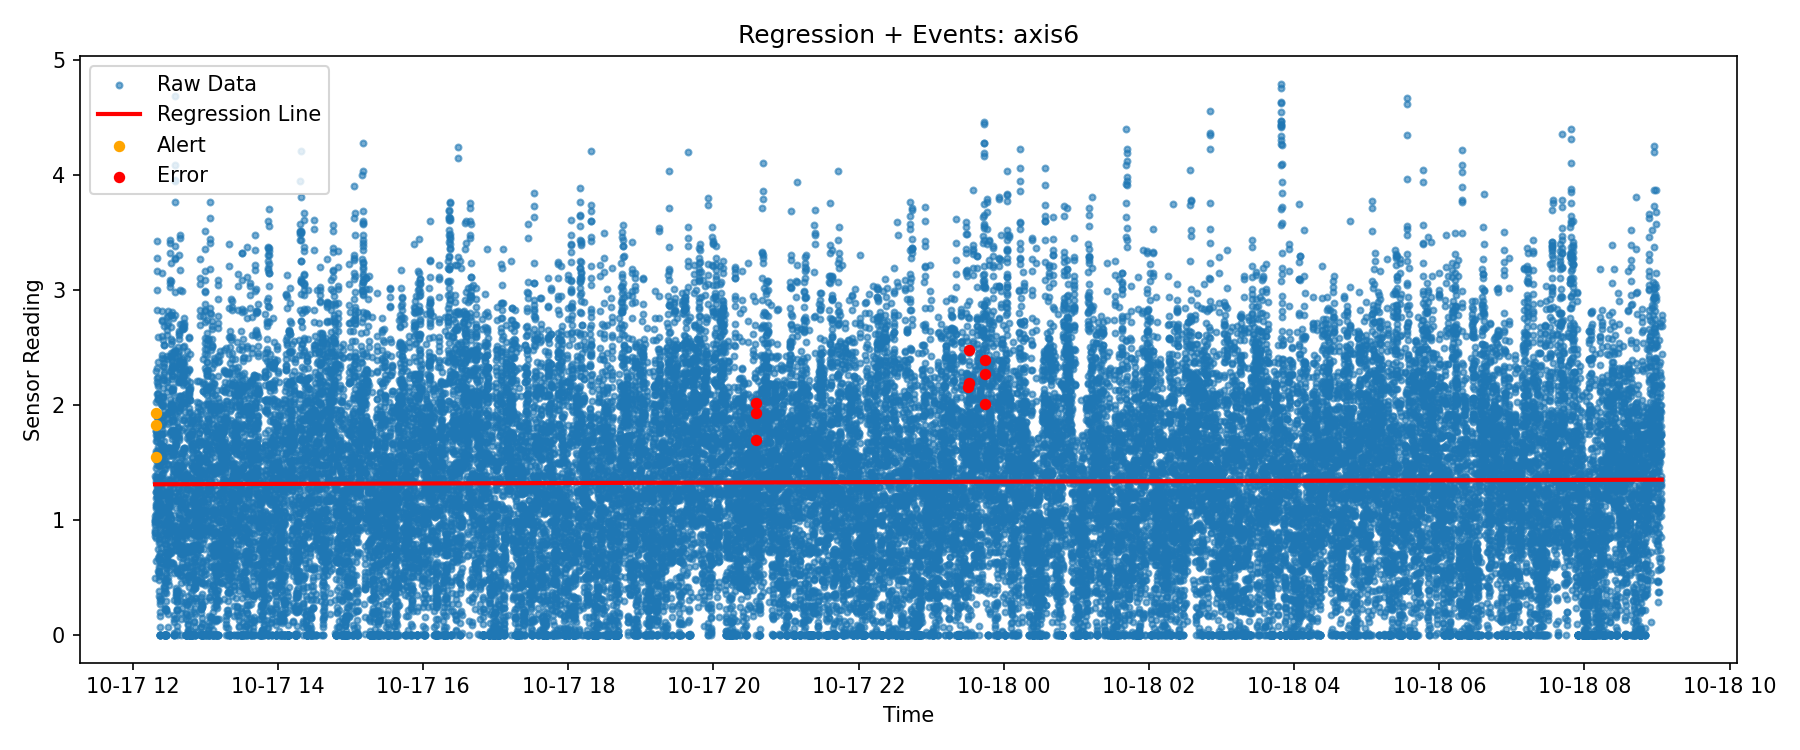 Regression + Events: axis6
Raw Data
Regression Line
Alert
Error
Sensor Reading
5
4
3
2
1
0
10-17 12 10-17 14 10-17 16 10-17 18 10-17 20 10-17 22 10-18 00 10-18 02 10-18 04 10-18 06 10-18 08 10-18 10
Time